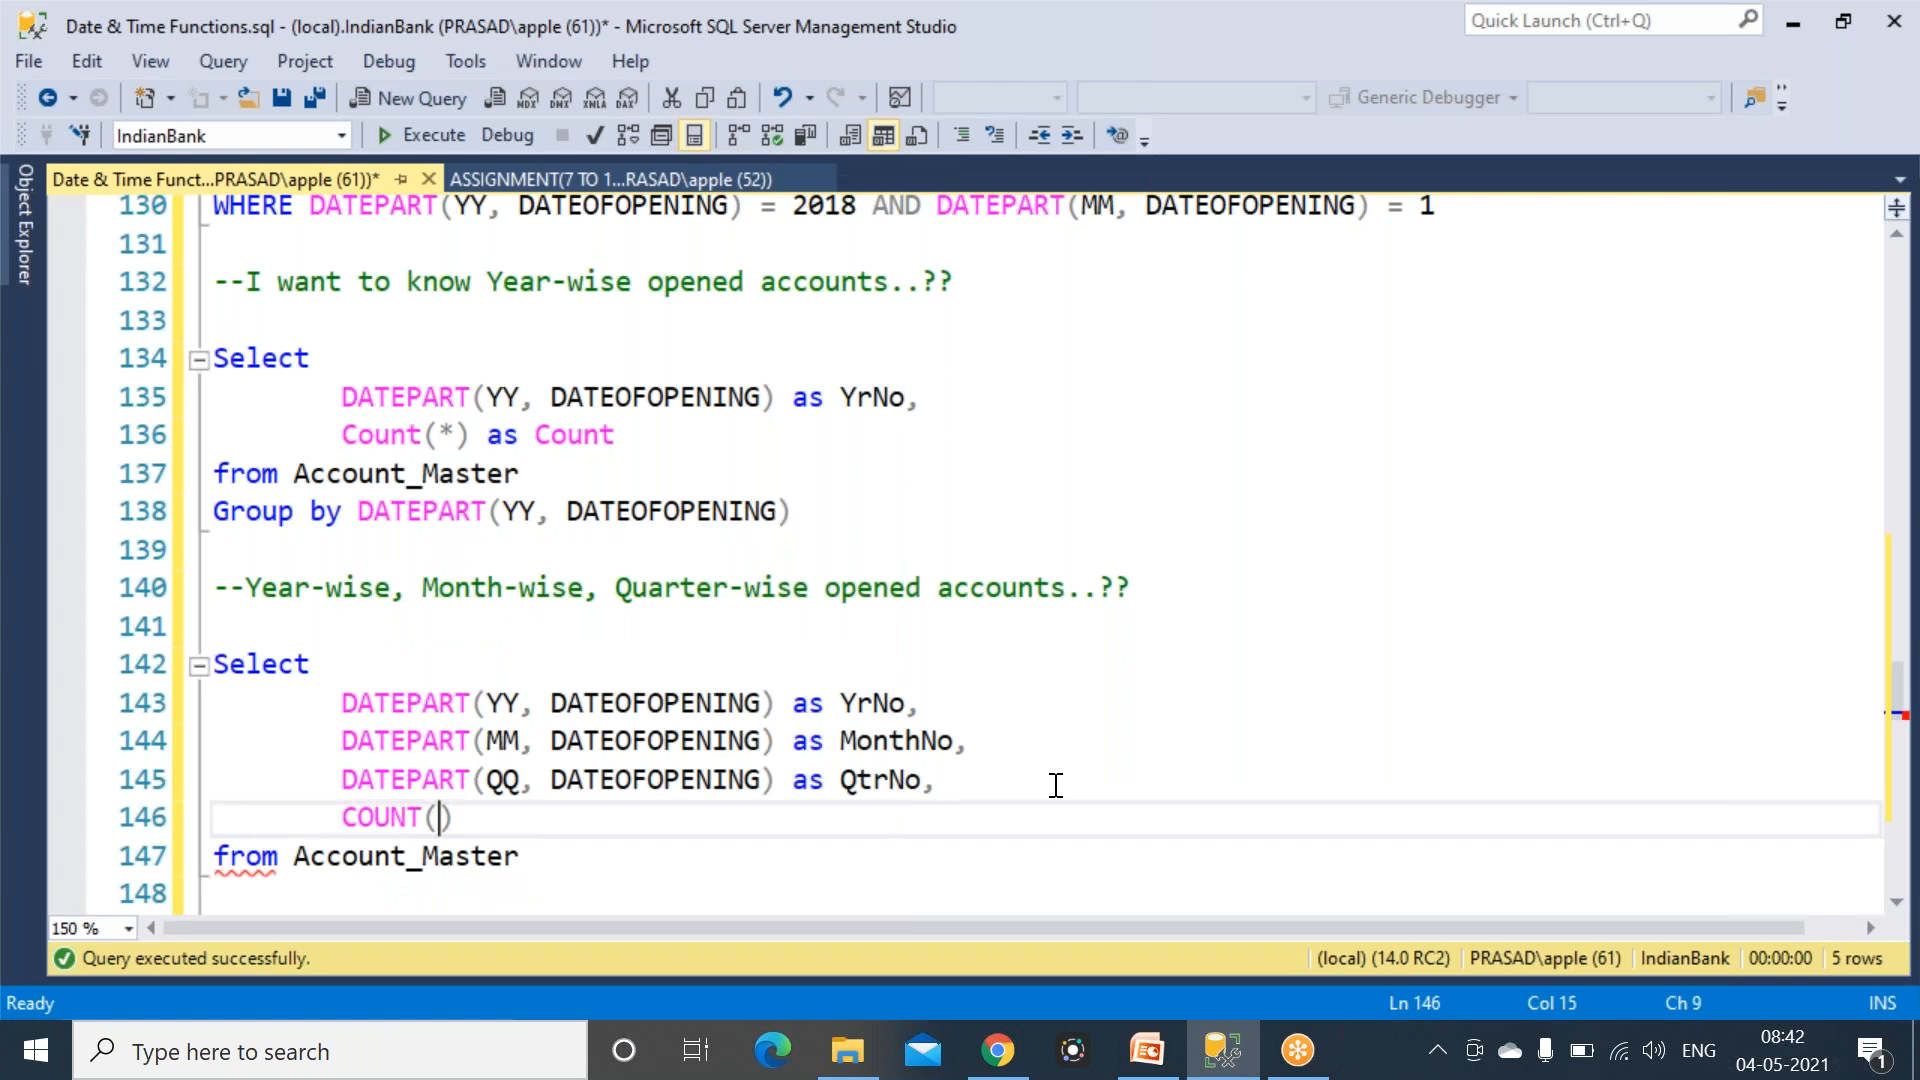 Date & Time Functions.sql - (local).IndianBank (PRASAD\apple (61))* - Microsoft SQL Server Management Studio
Quick Launch (Ctrl+Q)
File Edit View Query Project Debug Tools Window Help
New Query MDX DMX XMLA DAX Generic Debugger
IndianBank Execute Debug
Object Explorer
Date & Time Funct...PRASAD\apple (61))* ASSIGNMENT(7 TO 1...RASAD\apple (52))
130 WHERE DATEPART(YY, DATEOFOPENING) = 2018 AND DATEPART(MM, DATEOFOPENING) = 1
131
132 --I want to know Year-wise opened accounts..??
133
134 Select
135 DATEPART(YY, DATEOFOPENING) as YrNo,
136 Count(*) as Count
137 from Account_Master
138 Group by DATEPART(YY, DATEOFOPENING)
139
140 --Year-wise, Month-wise, Quarter-wise opened accounts..??
141
142 Select
143 DATEPART(YY, DATEOFOPENING) as YrNo,
144 DATEPART(MM, DATEOFOPENING) as MonthNo,
145 DATEPART(QQ, DATEOFOPENING) as QtrNo,
146 COUNT()
147 from Account_Master
148
150 %
Query executed successfully. (local) (14.0 RC2) PRASAD\apple (61) IndianBank 00:00:00 5 rows
Ready Ln 146 Col 15 Ch 9 INS
Type here to search
ENG
08:42
04-05-2021
1